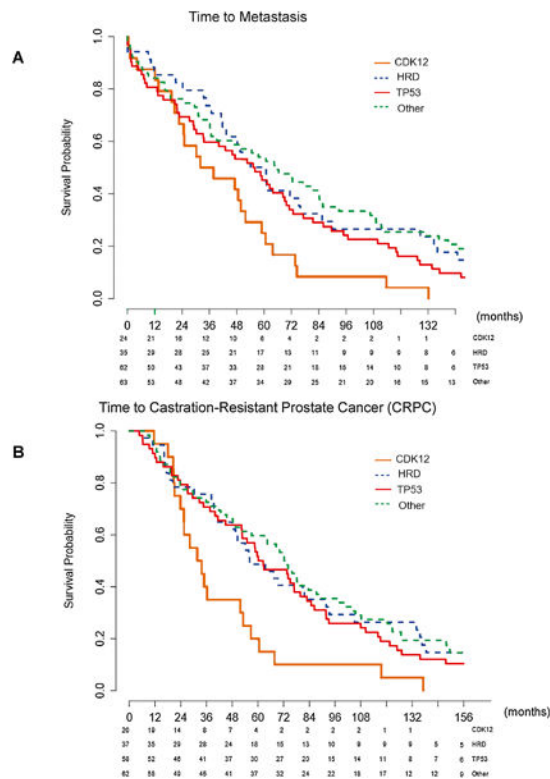 Time to Metastasis
A
CDK12
HRD
TP53
Other
Survival Probability
1.0
0.8
0.6
0.4
0.2
0.0
0 12 24 36 48 60 72 84 96 108 132 (months)
24 21 16 12 10 6 4 2 2 2 1 1 CDK12
35 29 28 25 21 17 13 11 9 9 9 8 6 HRD
62 50 43 37 33 28 21 18 16 14 10 8 6 TP53
63 53 48 42 37 34 29 25 21 20 16 15 13 Other
Time to Castration-Resistant Prostate Cancer (CRPC)
B
CDK12
HRD
TP53
Other
Survival Probability
1.0
0.8
0.6
0.4
0.2
0.0
0 12 24 36 48 60 72 84 96 108 132 156 (months)
20 19 14 8 7 4 2 2 2 2 1 1 CDK12
37 35 29 28 24 18 15 13 10 9 9 9 5 5 HRD
58 52 46 41 37 30 27 20 15 14 11 8 7 6 TP53
62 58 49 46 41 37 32 24 22 18 14 12 12 9 Other